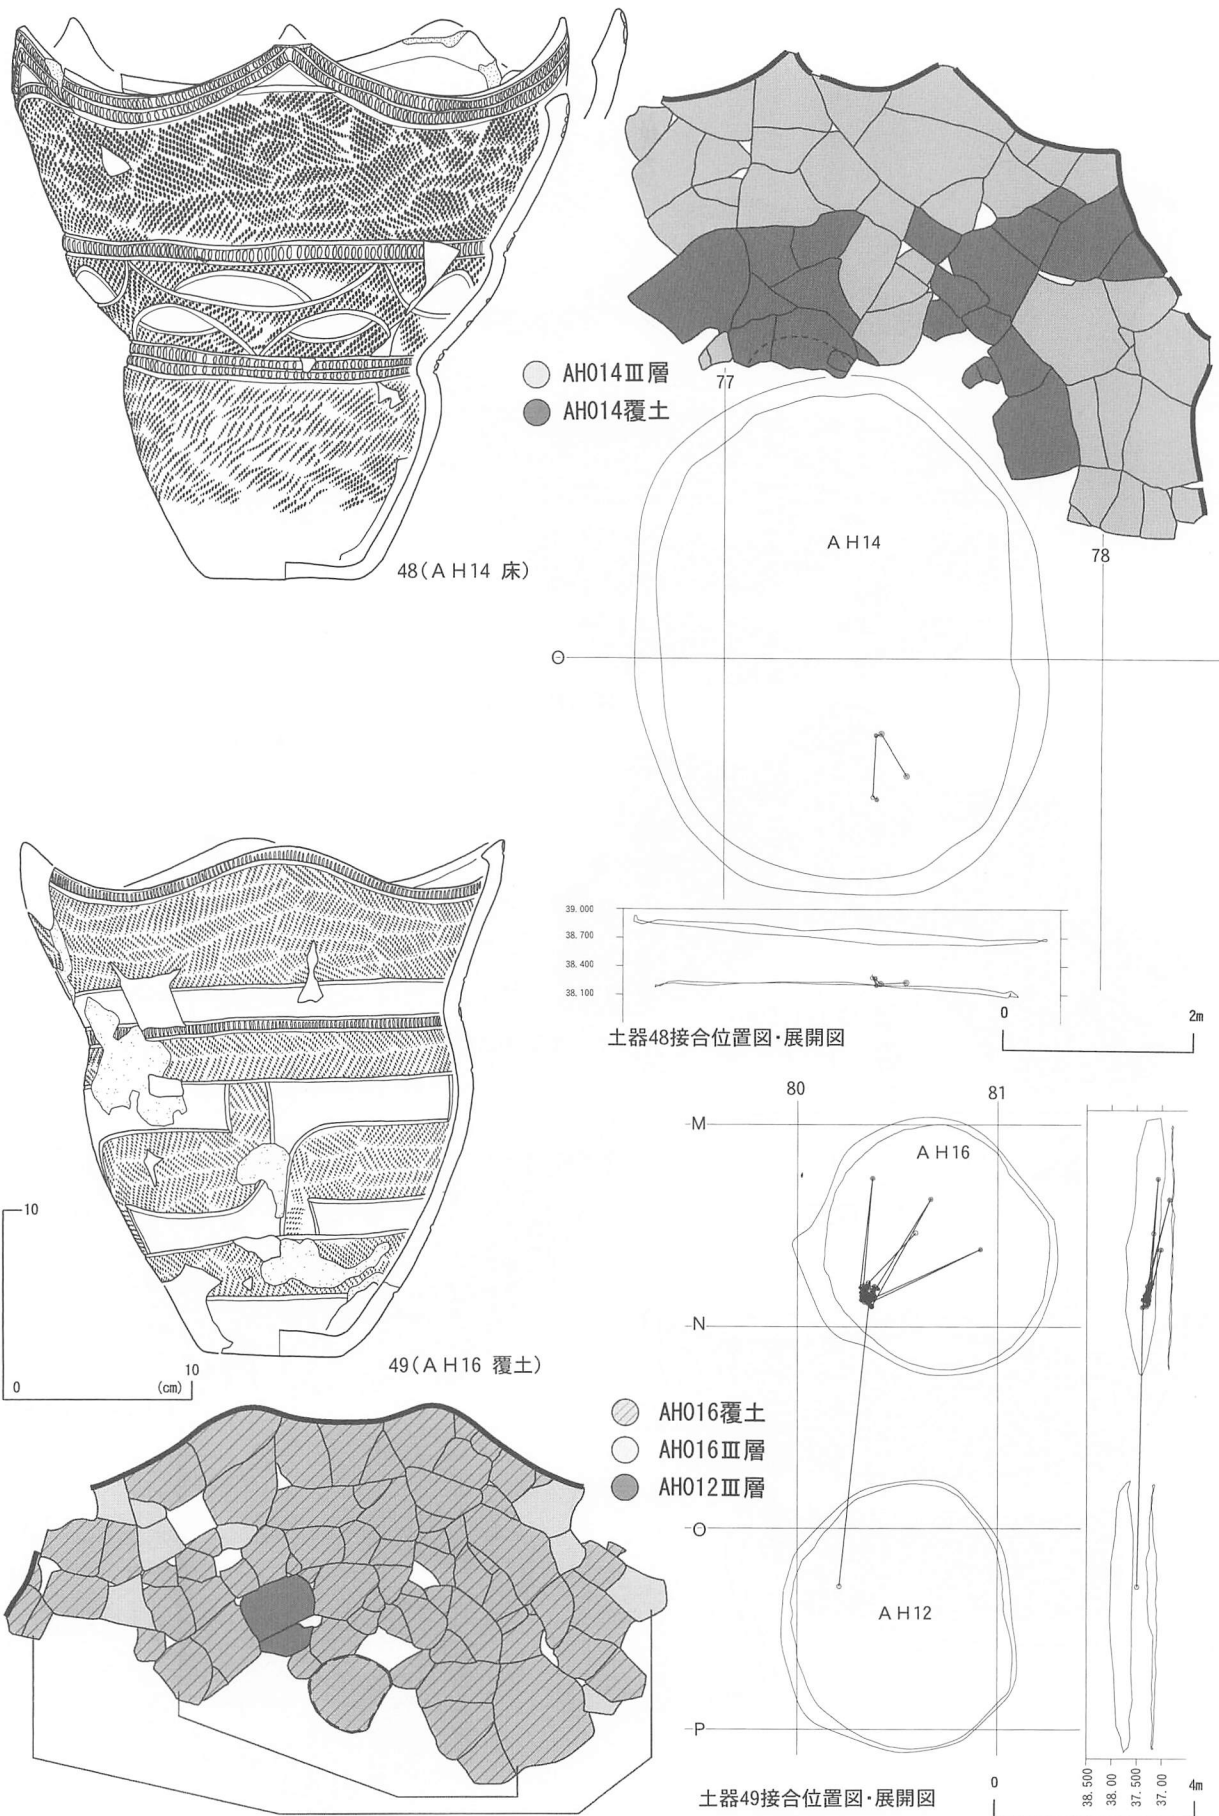 AH014Ⅲ層
AH014覆土
48(AH14 床)
77
AH14
78
O
39.000
38.700
38.400
38.100
土器48接合位置図・展開図
0 2m
10
0 (cm) 10
49(AH16 覆土)
AH016覆土
AH016Ⅲ層
AH012Ⅲ層
80 81
M
AH16
N
O
AH12
P
38.500
38.00
37.500
37.00
土器49接合位置図・展開図
0 4m